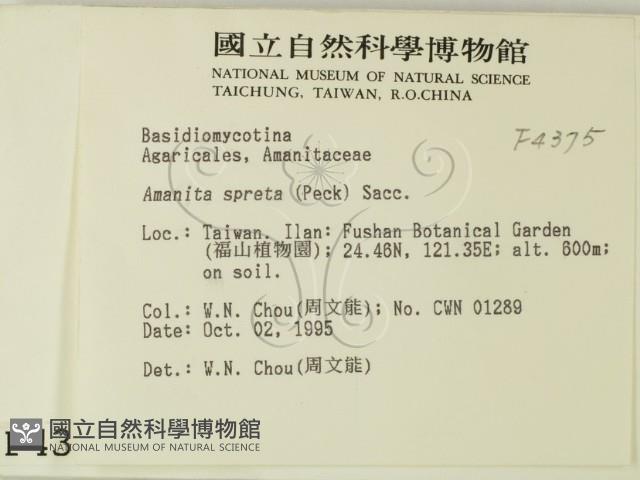 國立自然科學博物館
NATIONAL MUSEUM OF NATURAL SCIENCE
TAICHUNG, TAIWAN, R.O.CHINA
Basidiomycotina
Agaricales, Amanitaceae
F4375
Amanita spreta (Peck) Sacc.
Loc.: Taiwan. Ilan: Fushan Botanical Garden
(福山植物園); 24.46N, 121.35E; alt. 600m;
on soil.
Col.: W.N. Chou(周文能); No. CWN 01289
Date: Oct. 02, 1995
Det.: W.N. Chou(周文能)
國立自然科學博物館
NATIONAL MUSEUM OF NATURAL SCIENCE